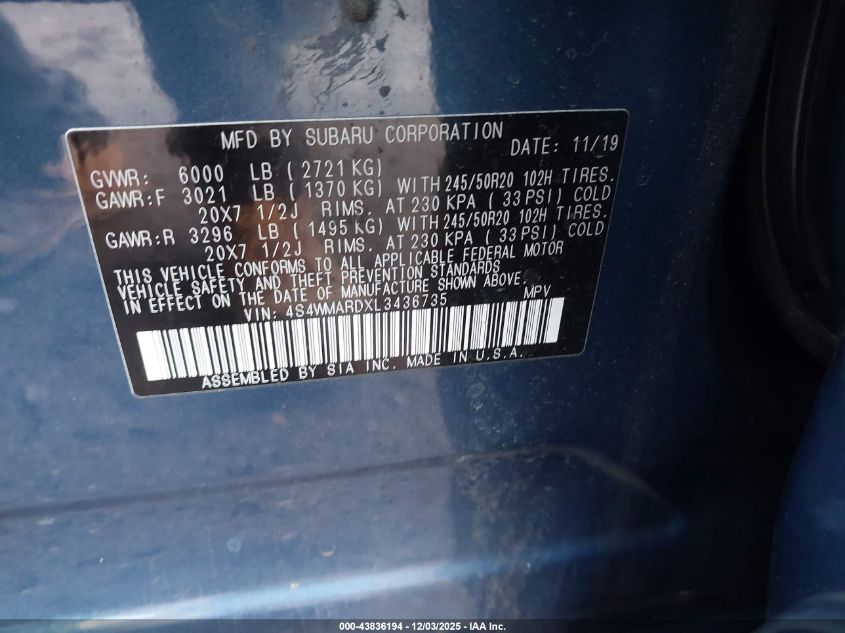 MFD BY SUBARU CORPORATION DATE: 11/19
GVWR: 6000 LB ( 2721 KG)
GAWR:F 3021 LB ( 1370 KG) WITH 245/50R20 102H TIRES.
20X7 1/2J RIMS. AT 230 KPA ( 33 PSI) COLD
GAWR:R 3296 LB ( 1495 KG) WITH 245/50R20 102H TIRES.
20X7 1/2J RIMS. AT 230 KPA ( 33 PSI) COLD
THIS VEHICLE CONFORMS TO ALL APPLICABLE FEDERAL MOTOR
VEHICLE SAFETY AND THEFT PREVENTION STANDARDS
IN EFFECT ON THE DATE OF MANUFACTURE SHOWN ABOVE.
VIN: 4S4WMARDXL3436735 MPV
ASSEMBLED BY SIA INC. MADE IN U.S.A.
000-43836194 - 12/03/2025 - IAA Inc.